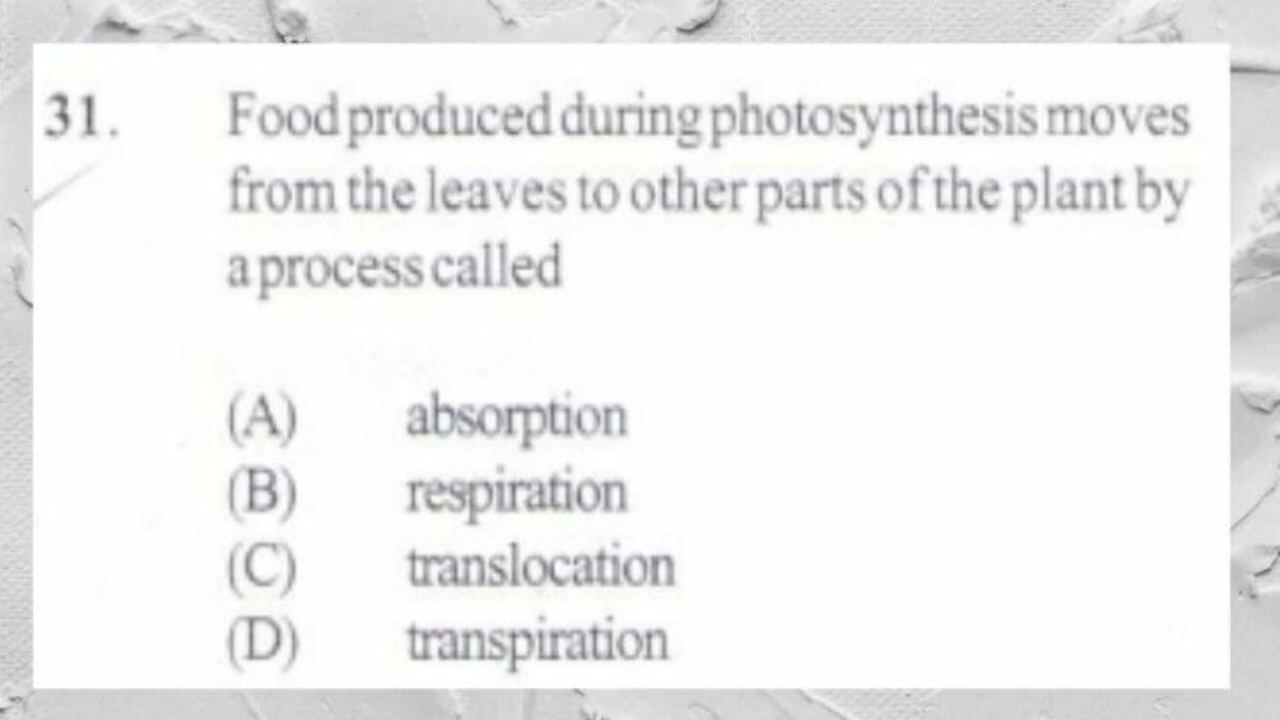 31. Food produced during photosynthesis moves
from the leaves to other parts of the plant by
a process called
(A) absorption
(B) respiration
(C) translocation
(D) transpiration